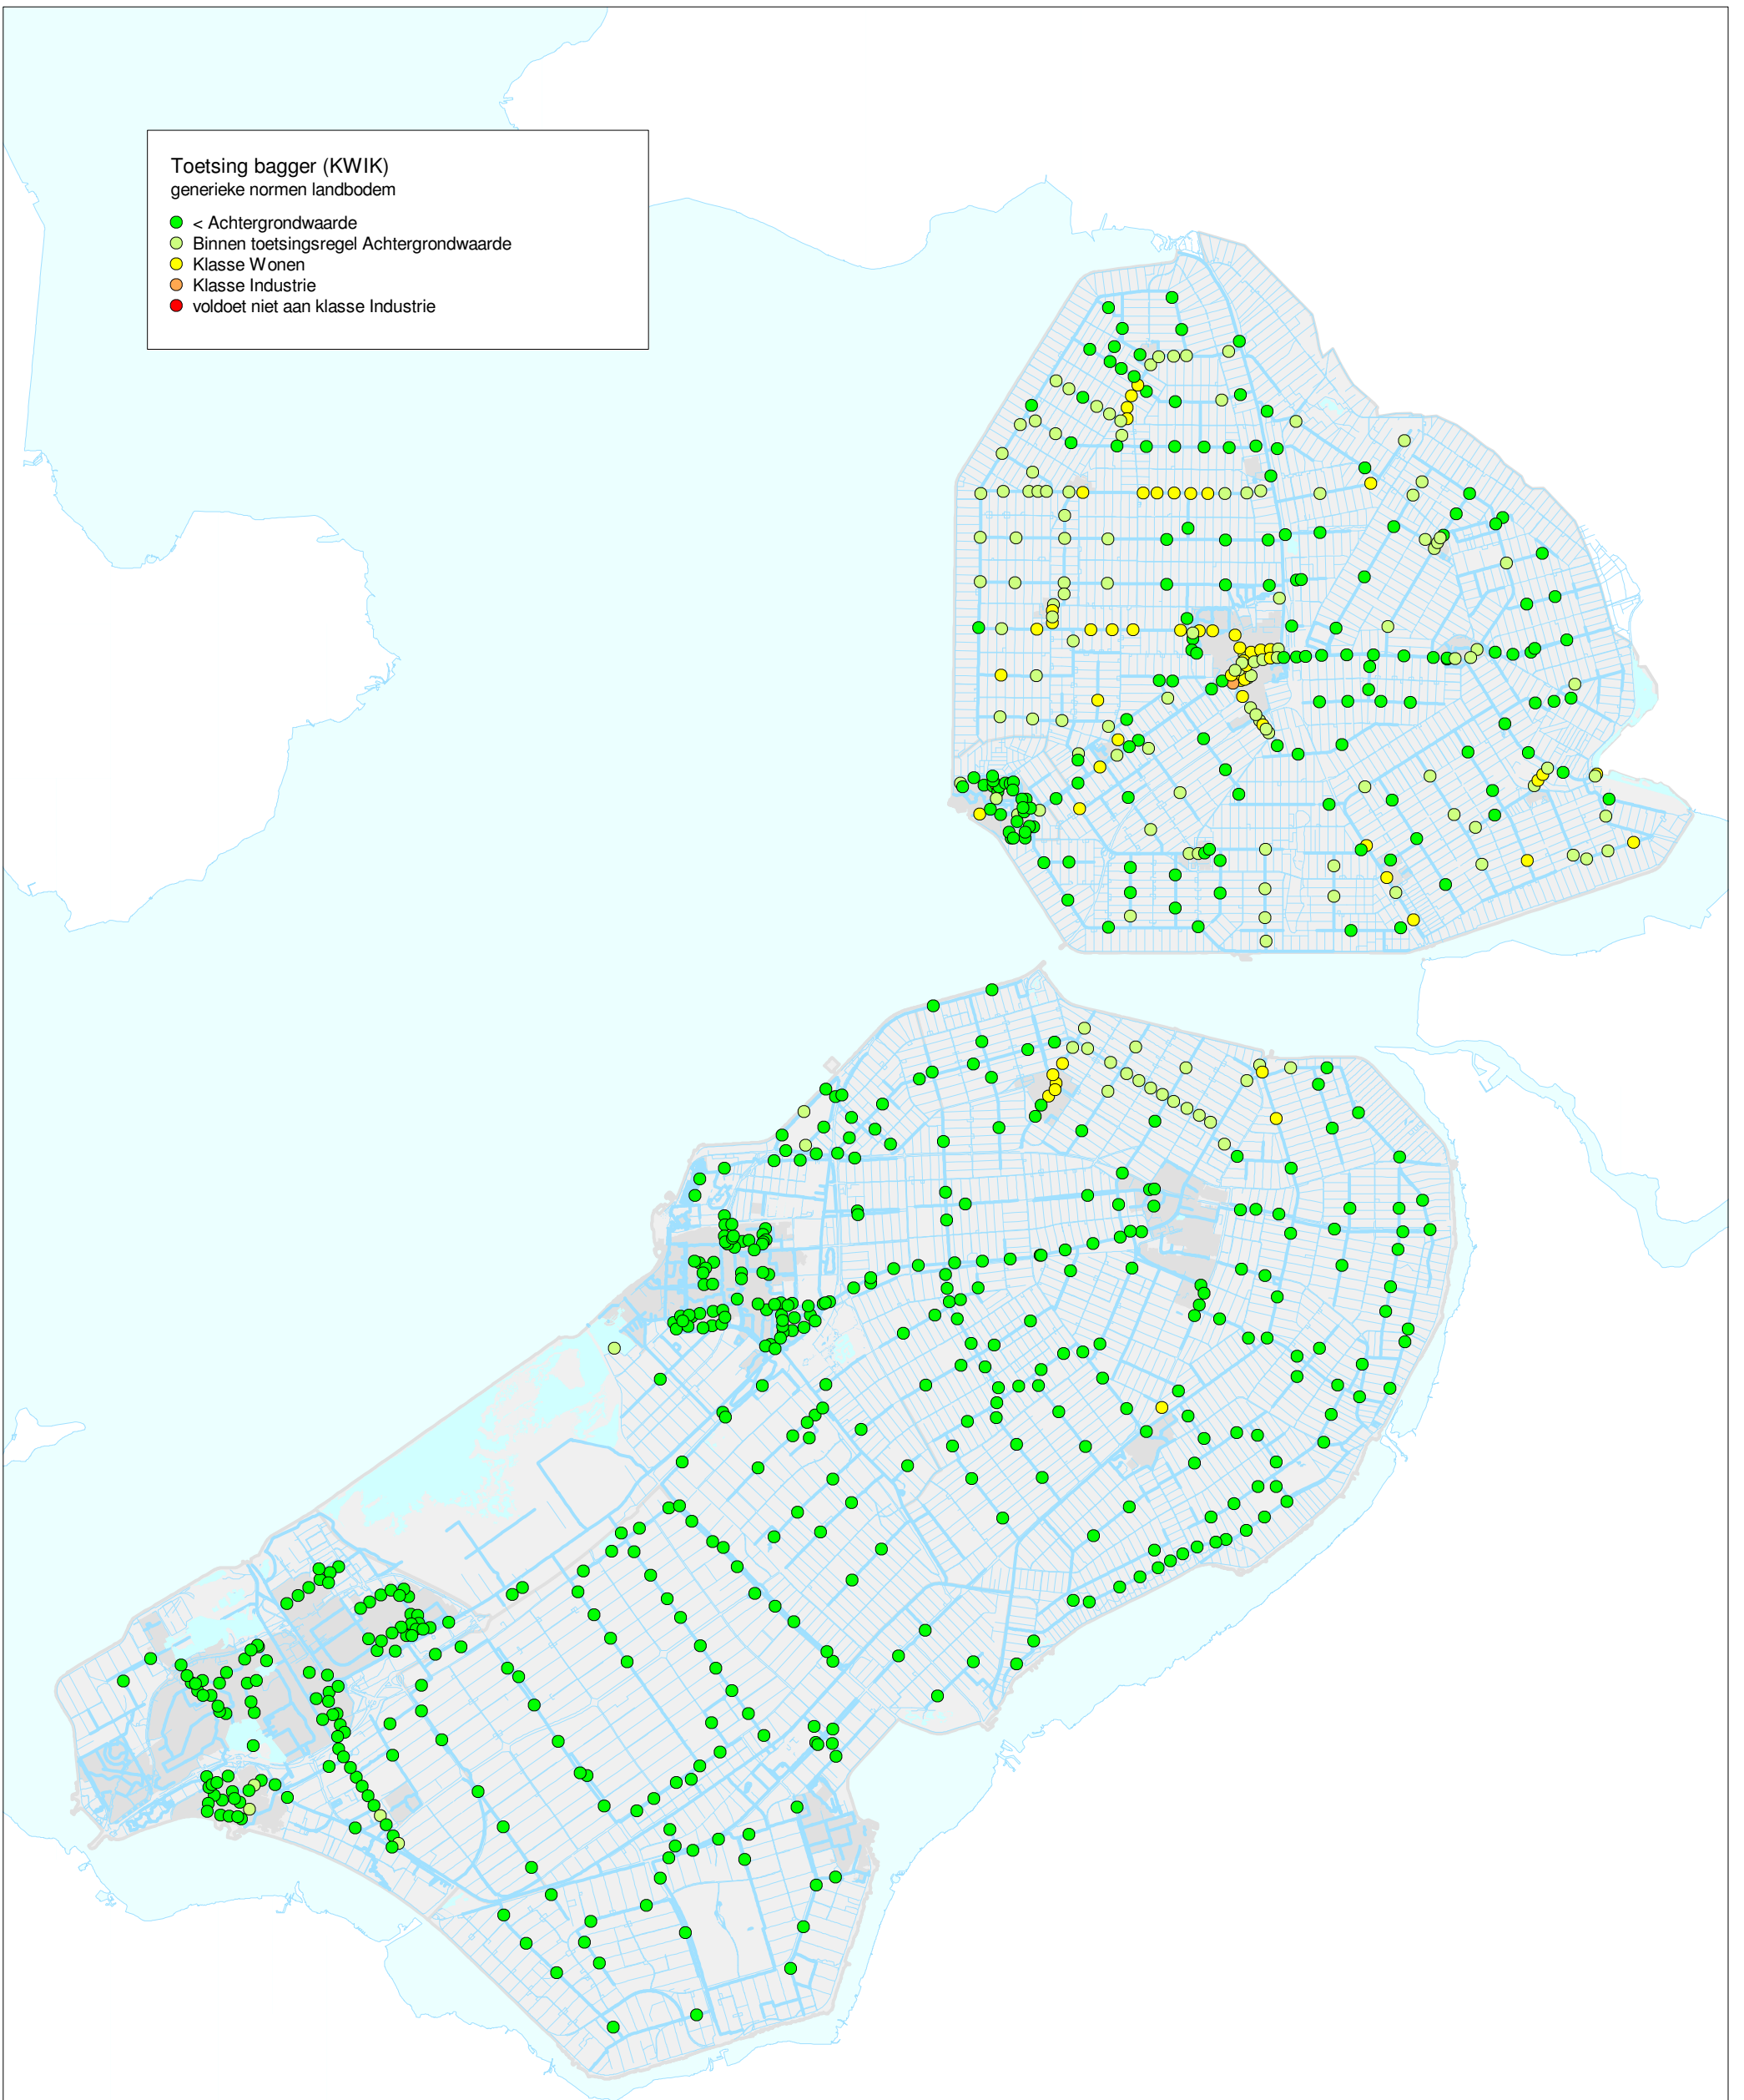 Toetsing bagger (KWIK)
generieke normen landbodem
< Achtergrondwaarde
Binnen toetsingsregel Achtergrondwaarde
Klasse Wonen
Klasse Industrie
voldoet niet aan klasse Industrie